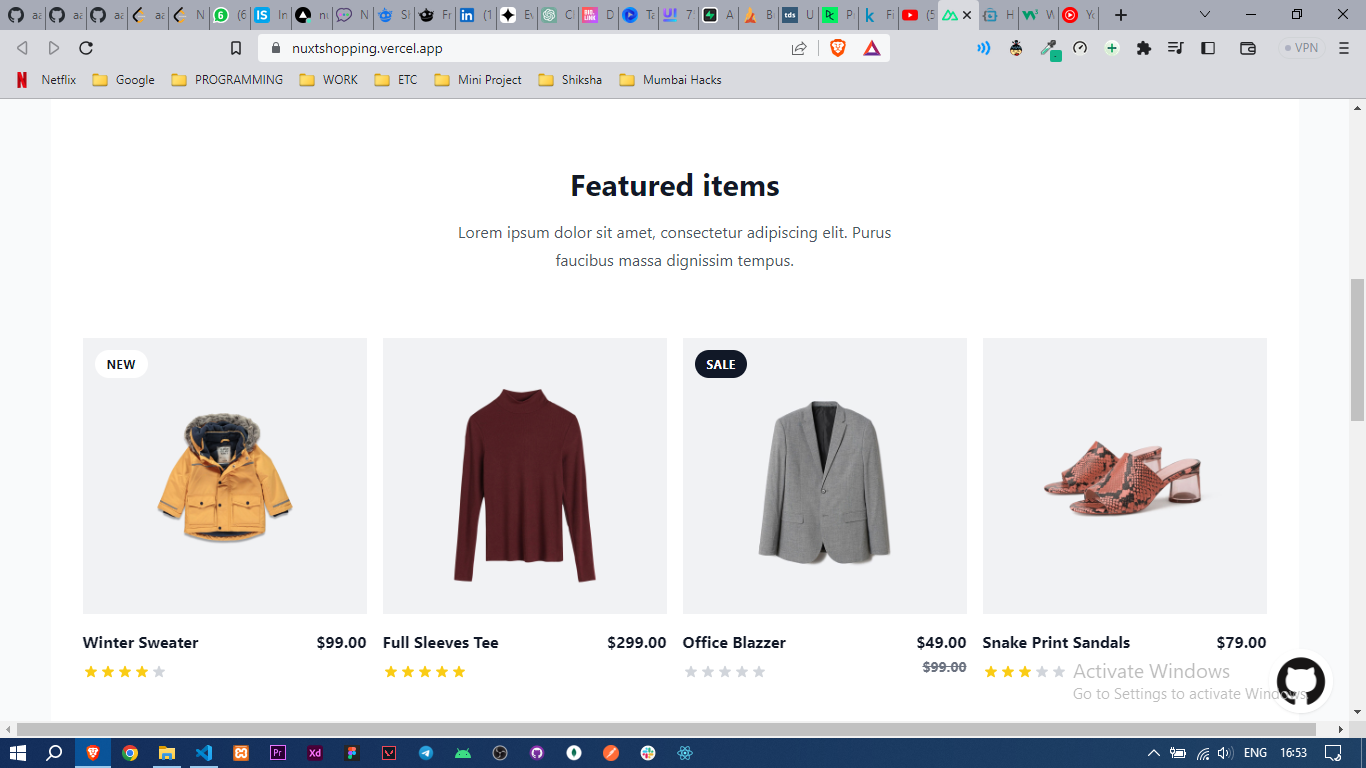 nuxtshopping.vercel.app
VPN
Netflix
Google
PROGRAMMING
WORK
ETC
Mini Project
Shiksha
Mumbai Hacks
Featured items
Lorem ipsum dolor sit amet, consectetur adipiscing elit. Purus
faucibus massa dignissim tempus.
NEW
SALE
Winter Sweater $99.00
Full Sleeves Tee $299.00
Office Blazzer $49.00
$99.00
Snake Print Sandals $79.00
Activate Windows
Go to Settings to activate Windows.
ENG
16:53